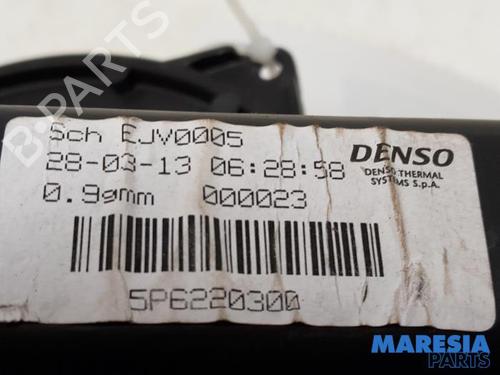 Sch EJV0005
28-03-13 06:28:58
0.9gmm 000023
DENSO
DENSO THERMAL
SYSTEMS S.p.A.
5P6220300
B-PARTS
MARESIA
PARTS